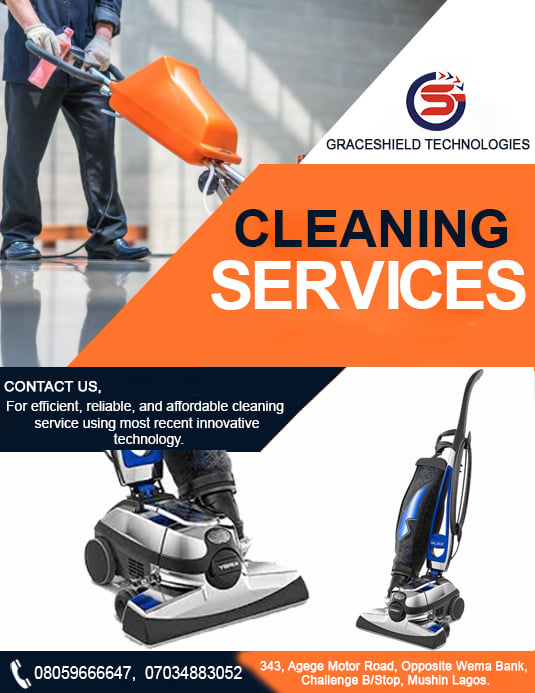 GRACESHIELD TECHNOLOGIES
CLEANING
SERVICES
CONTACT US,
For efficient, reliable, and affordable cleaning
service using most recent innovative
technology.
08059666647, 07034883052
343, Agege Motor Road, Opposite Wema Bank,
Challenge B/Stop, Mushin Lagos.